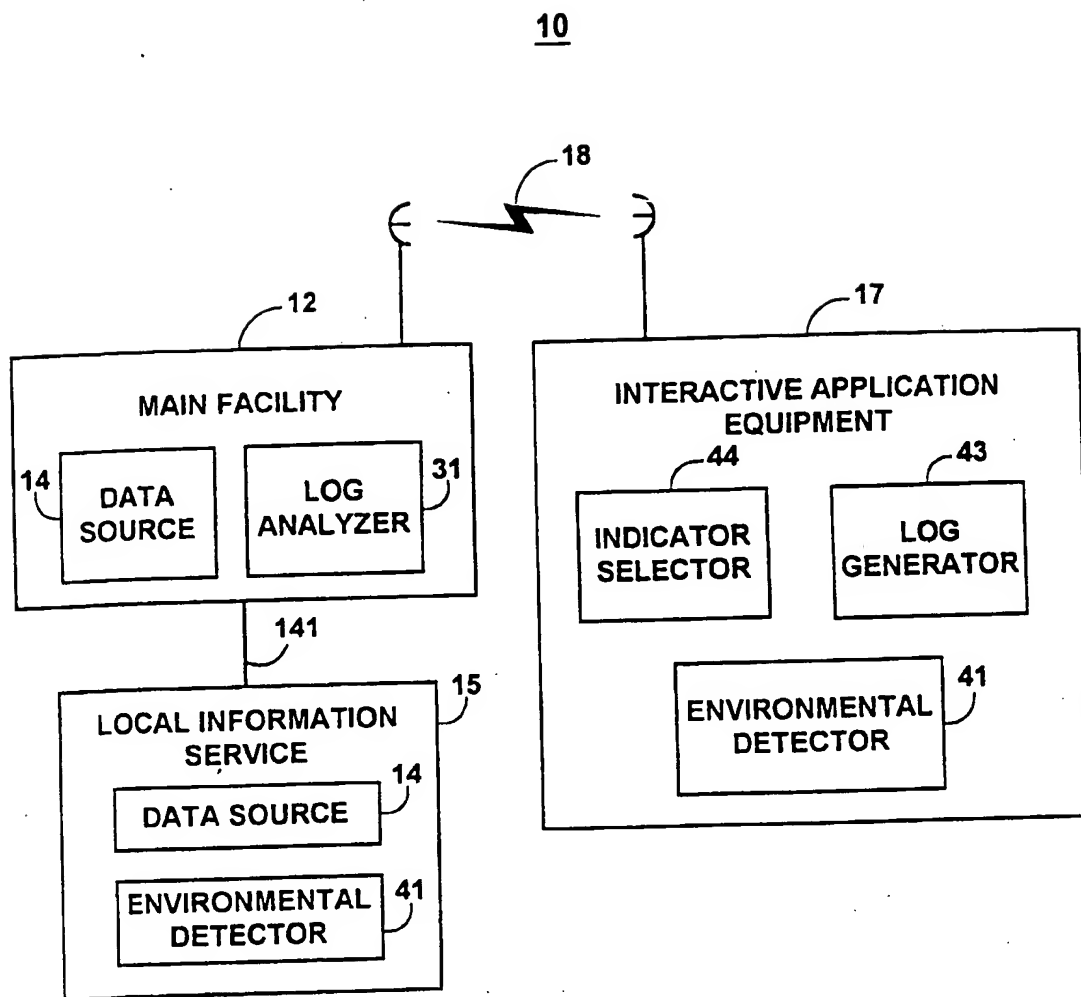 10
18
12
17
MAIN FACILITY
14
DATA
SOURCE
LOG
ANALYZER
31
INTERACTIVE APPLICATION
EQUIPMENT
44
43
INDICATOR
SELECTOR
LOG
GENERATOR
141
15
LOCAL INFORMATION
SERVICE
14
DATA SOURCE
41
ENVIRONMENTAL
DETECTOR
ENVIRONMENTAL
DETECTOR
41